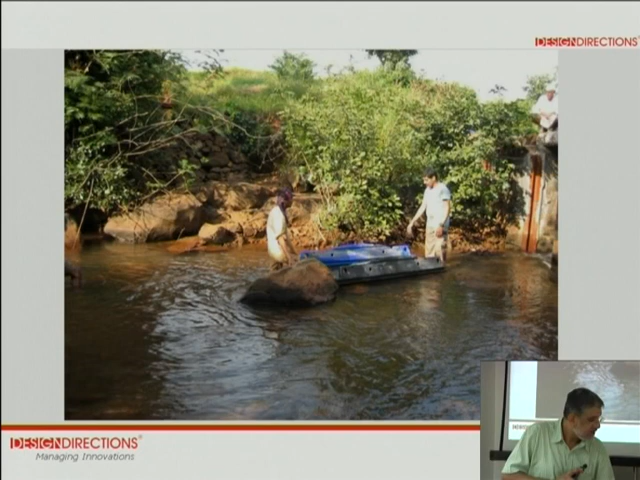 DESIGNDIRECTIONS
DESIGNDIRECTIONS®
Managing Innovations